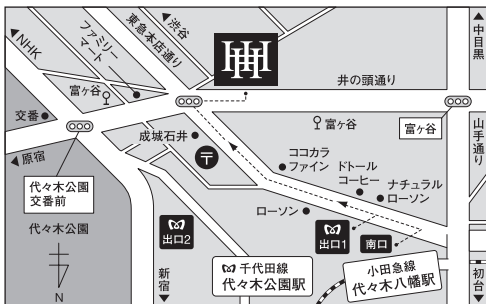 ▲NHK
ファミリー
マート
▲渋谷
東急本店通り
HH
▲中目黒
井の頭通り
富ヶ谷
交番
▲原宿
成城石井
〒
富ヶ谷
富ヶ谷
山手通り
代々木公園
交番前
ココカラ
ファイン
ドトール
コーヒー
ナチュラル
ローソン
ローソン
代々木公園
出口2
出口1
南口
N
新宿▼
千代田線
代々木公園駅
小田急線
代々木八幡駅
初台▼